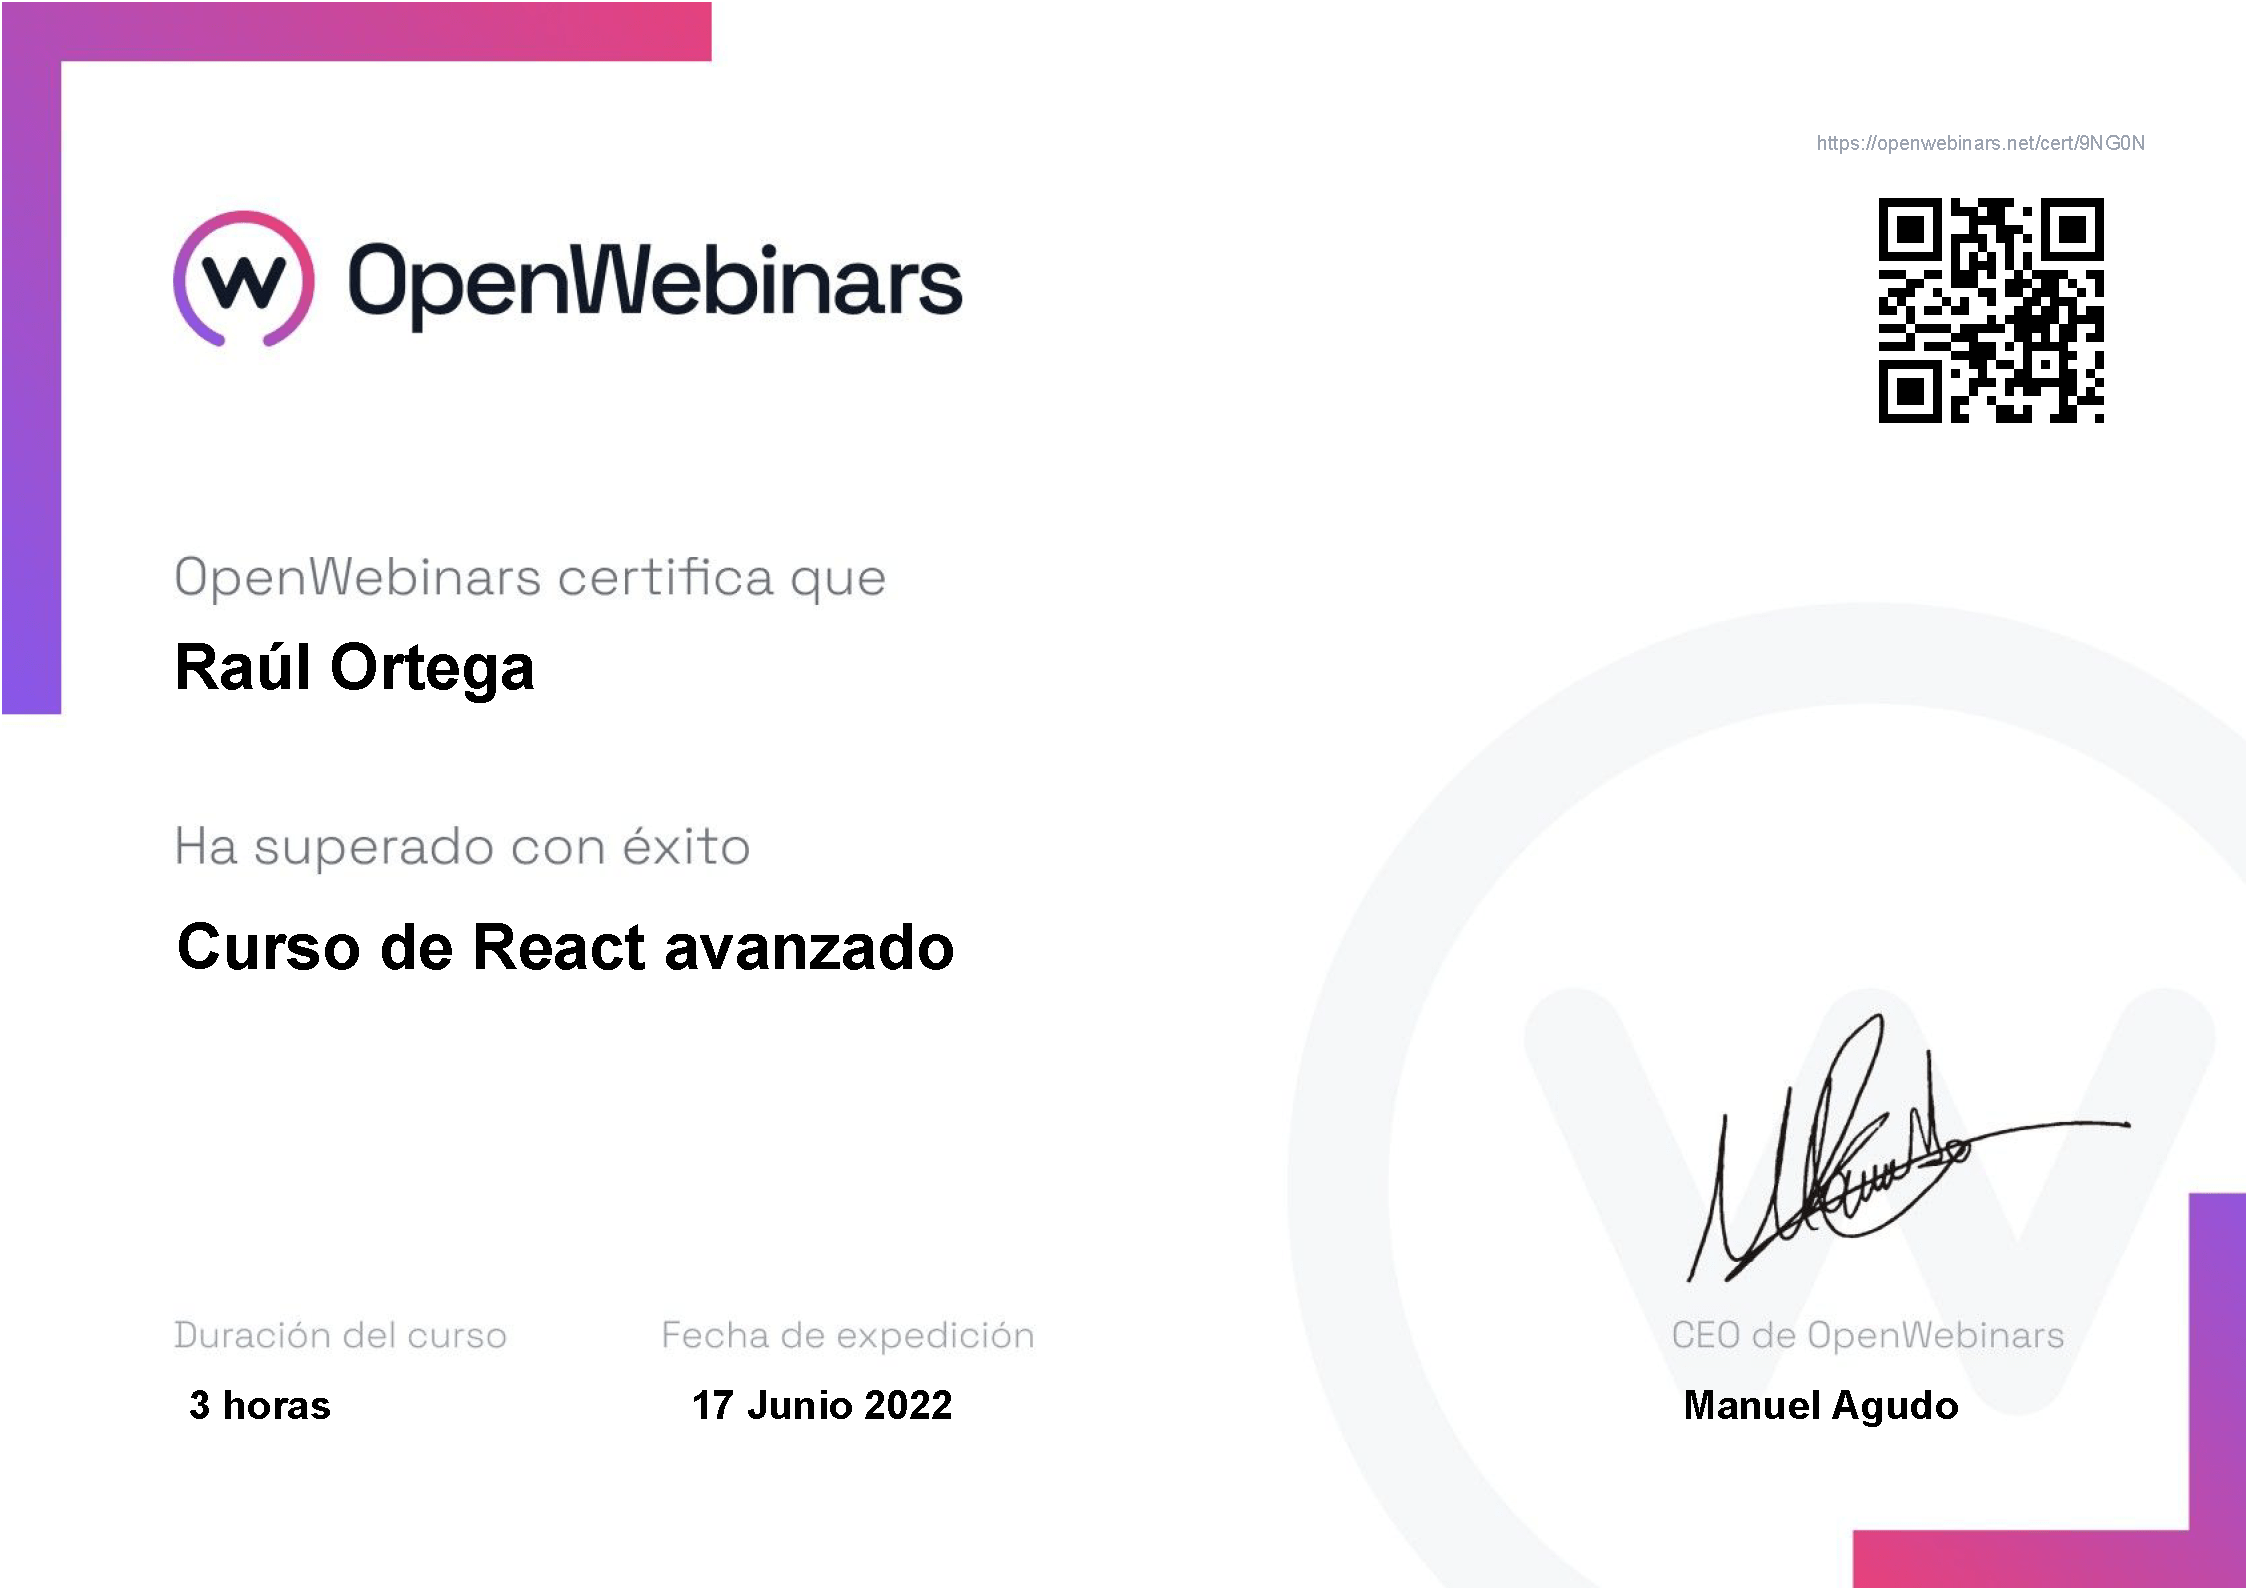 https://openwebinars.net/cert/9NG0N
W OpenWebinars
OpenWebinars certifica que
Raúl Ortega
Ha superado con éxito
Curso de React avanzado
Duración del curso
Fecha de expedición
CEO de OpenWebinars
3 horas
17 Junio 2022
Manuel Agudo